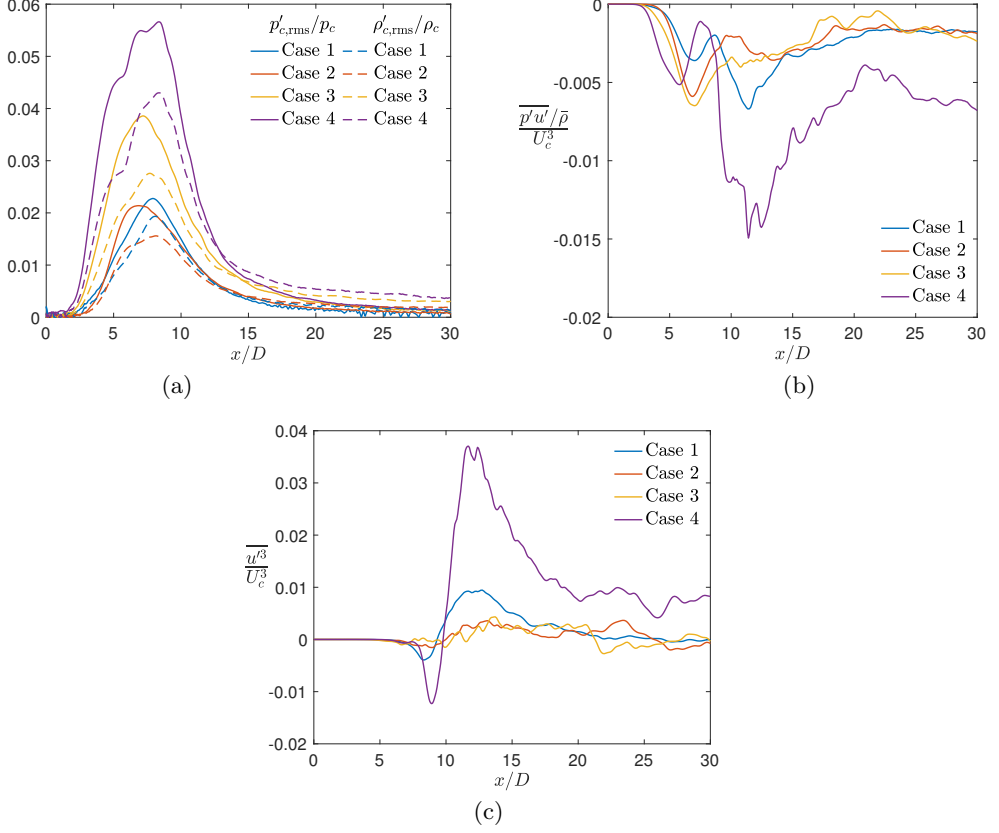 0.06
0.05
0.04
0.03
0.02
0.01
0
0 5 10 15 20 25 30
x/D
p′c,rms/pc ρ′c,rms/ρc
Case 1 Case 1
Case 2 Case 2
Case 3 Case 3
Case 4 Case 4
(a)
0
-0.005
-0.01
-0.015
-0.02
p′u′/ρ̄
U_c^3
0 5 10 15 20 25 30
x/D
Case 1
Case 2
Case 3
Case 4
(b)
0.04
0.03
0.02
0.01
0
-0.01
-0.02
u′^3
U_c^3
0 5 10 15 20 25 30
x/D
Case 1
Case 2
Case 3
Case 4
(c)